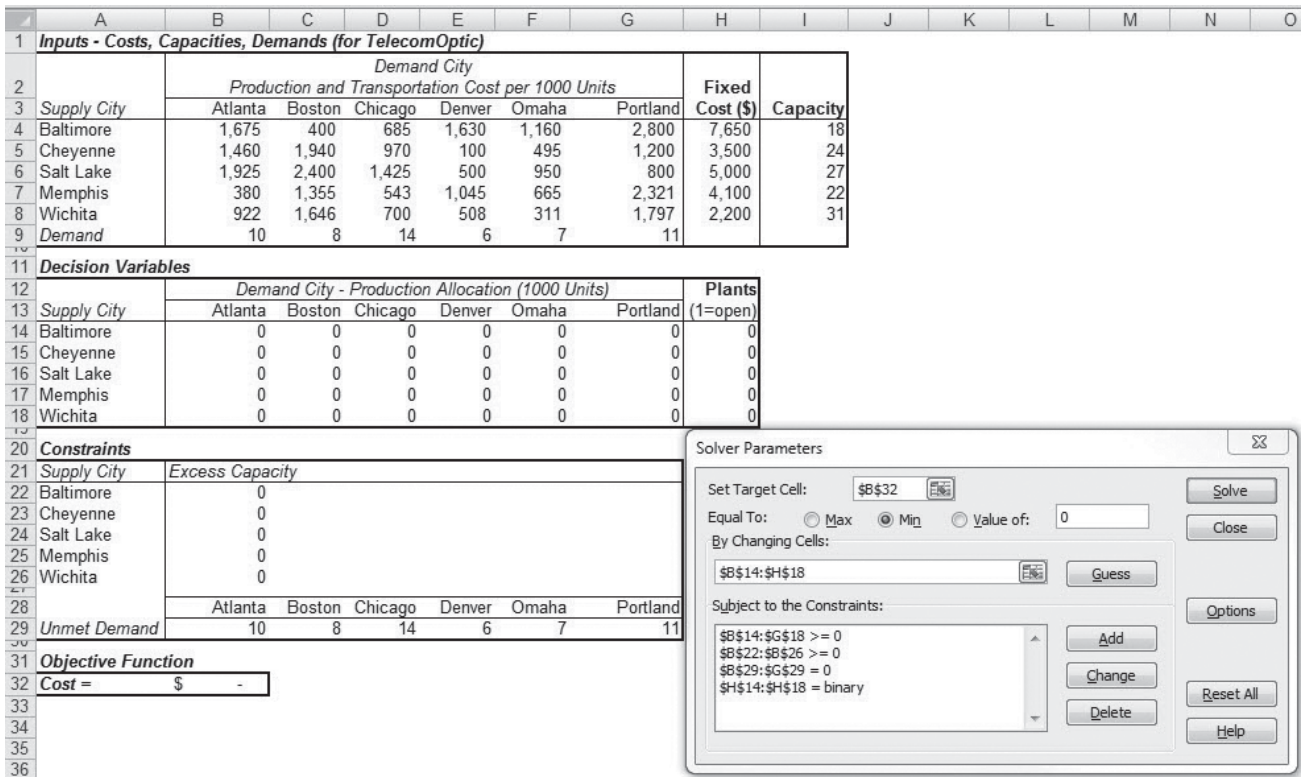 A B C D E F G H I J K L M N O
1 Inputs - Costs, Capacities, Demands (for TelecomOptic)
Demand City
2 Production and Transportation Cost per 1000 Units Fixed
3 Supply City Atlanta Boston Chicago Denver Omaha Portland Cost ($) Capacity
4 Baltimore 1,675 400 685 1,630 1,160 2,800 7,650 18
5 Cheyenne 1,460 1,940 970 100 495 1,200 3,500 24
6 Salt Lake 1,925 2,400 1,425 500 950 800 5,000 27
7 Memphis 380 1,355 543 1,045 665 2,321 4,100 22
8 Wichita 922 1,646 700 508 311 1,797 2,200 31
9 Demand 10 8 14 6 7 11
11 Decision Variables
12 Demand City - Production Allocation (1000 Units) Plants
13 Supply City Atlanta Boston Chicago Denver Omaha Portland (1=open)
14 Baltimore 0 0 0 0 0 0 0
15 Cheyenne 0 0 0 0 0 0 0
16 Salt Lake 0 0 0 0 0 0 0
17 Memphis 0 0 0 0 0 0 0
18 Wichita 0 0 0 0 0 0 0
20 Constraints
21 Supply City Excess Capacity
22 Baltimore 0
23 Cheyenne 0
24 Salt Lake 0
25 Memphis 0
26 Wichita 0
28 Atlanta Boston Chicago Denver Omaha Portland
29 Unmet Demand 10 8 14 6 7 11
31 Objective Function
32 Cost = $ -
33
34
35
36
Solver Parameters
Set Target Cell: $B$32 Solve
Equal To: Max Min Value of: 0 Close
By Changing Cells:
$B$14:$H$18 Guess
Subject to the Constraints: Options
$B$14:$G$18 >= 0 Add
$B$22:$B$26 >= 0
$B$29:$G$29 = 0 Change
$H$14:$H$18 = binary
Reset All
Delete
Help